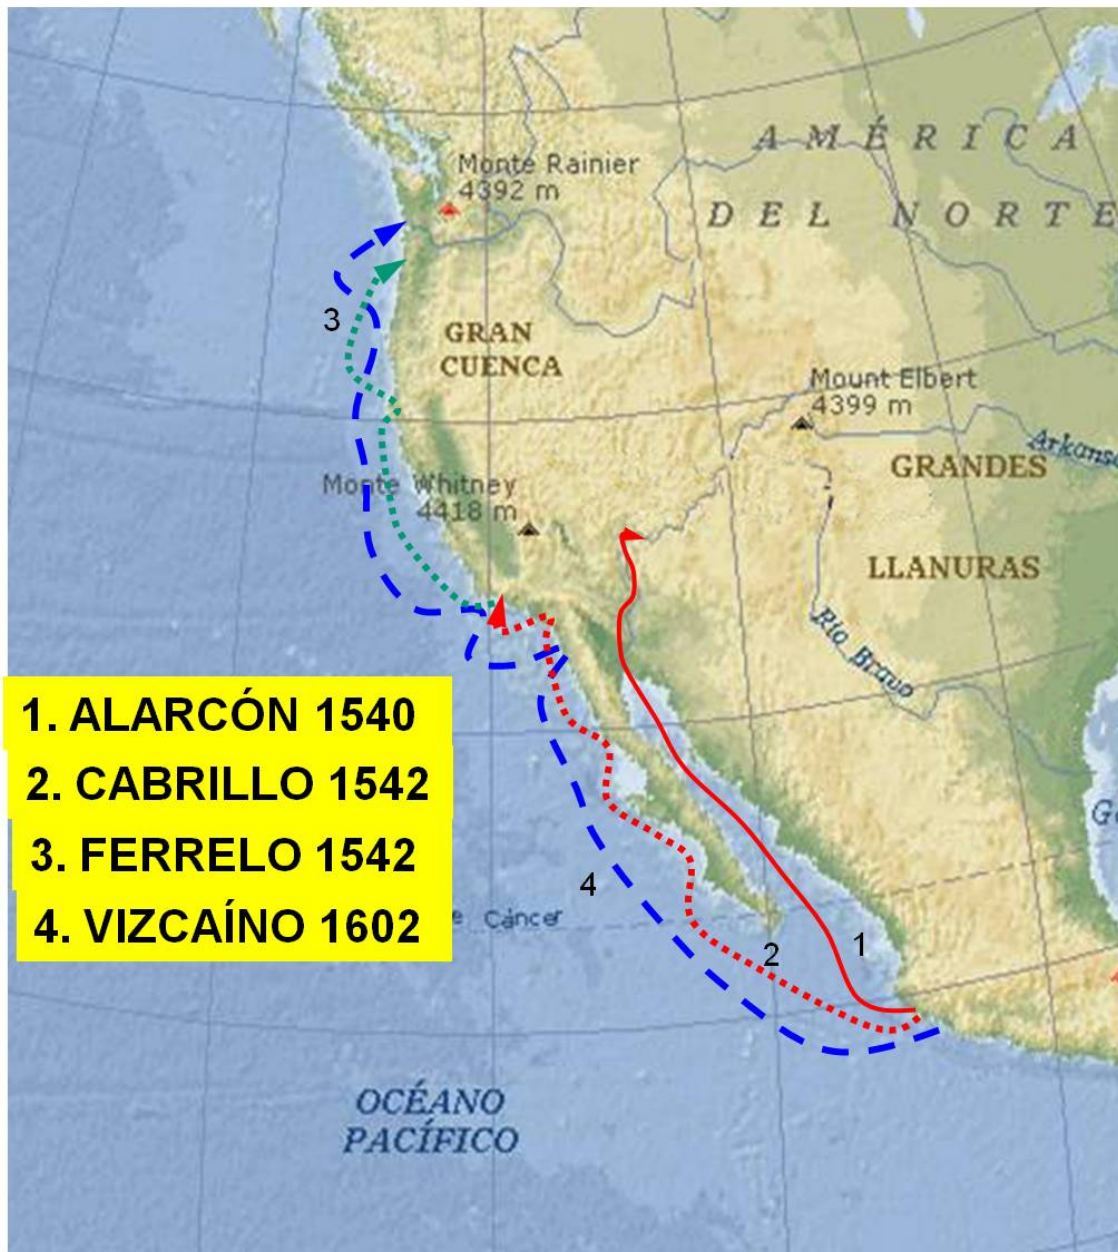 AMÉRICA
DEL NORTE
Monte Rainier
4392 m
3
GRAN
CUENCA
Mount Elbert
4399 m
GRANDES
Monte Whitney
4418 m
LLANURAS
Río Bravo
1. ALARCÓN 1540
2. CABRILLO 1542
3. FERRELO 1542
4. VIZCAÍNO 1602
4
Cáncer
2
1
OCÉANO
PACÍFICO